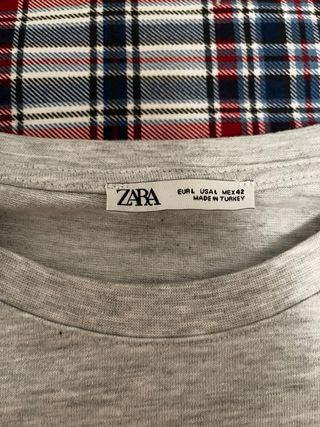 ZARA
EUR L USA L MEX 42
MADE IN TURKEY